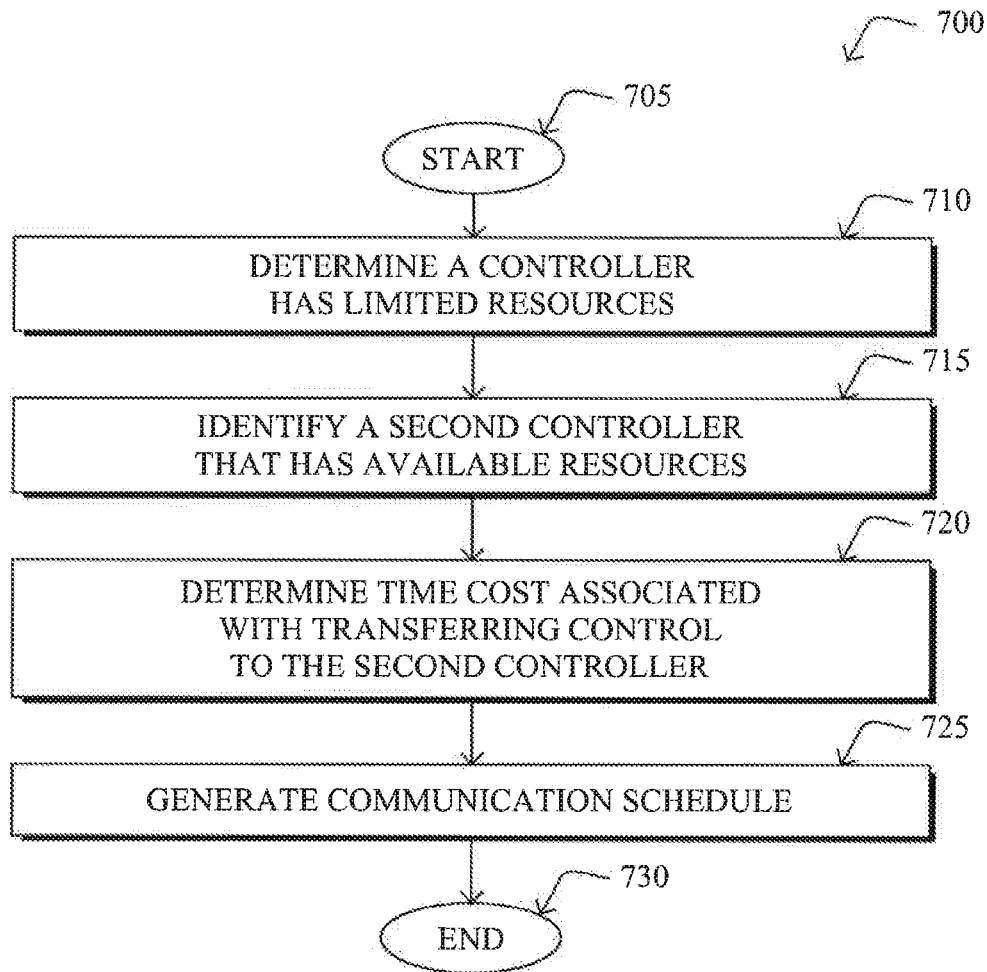 700
705
START
710
DETERMINE A CONTROLLER
HAS LIMITED RESOURCES
715
IDENTIFY A SECOND CONTROLLER
THAT HAS AVAILABLE RESOURCES
720
DETERMINE TIME COST ASSOCIATED
WITH TRANSFERRING CONTROL
TO THE SECOND CONTROLLER
725
GENERATE COMMUNICATION SCHEDULE
730
END